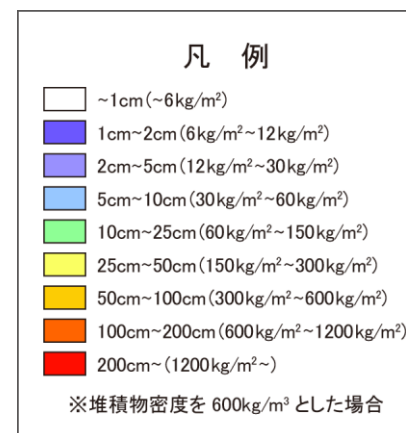 凡 例
~1cm(~6kg/m²)
1cm~2cm(6kg/m²~12kg/m²)
2cm~5cm(12kg/m²~30kg/m²)
5cm~10cm(30kg/m²~60kg/m²)
10cm~25cm(60kg/m²~150kg/m²)
25cm~50cm(150kg/m²~300kg/m²)
50cm~100cm(300kg/m²~600kg/m²)
100cm~200cm(600kg/m²~1200kg/m²)
200cm~(1200kg/m²~)
※堆積物密度を 600kg/m³ とした場合